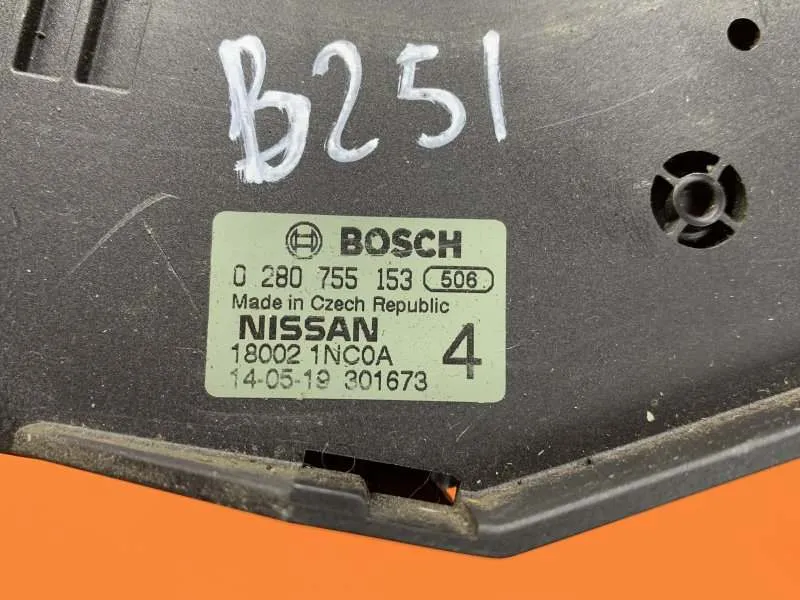 B251
BOSCH
0 280 755 153 506
Made in Czech Republic
NISSAN
18002 1NC0A 4
14-05-19 301673